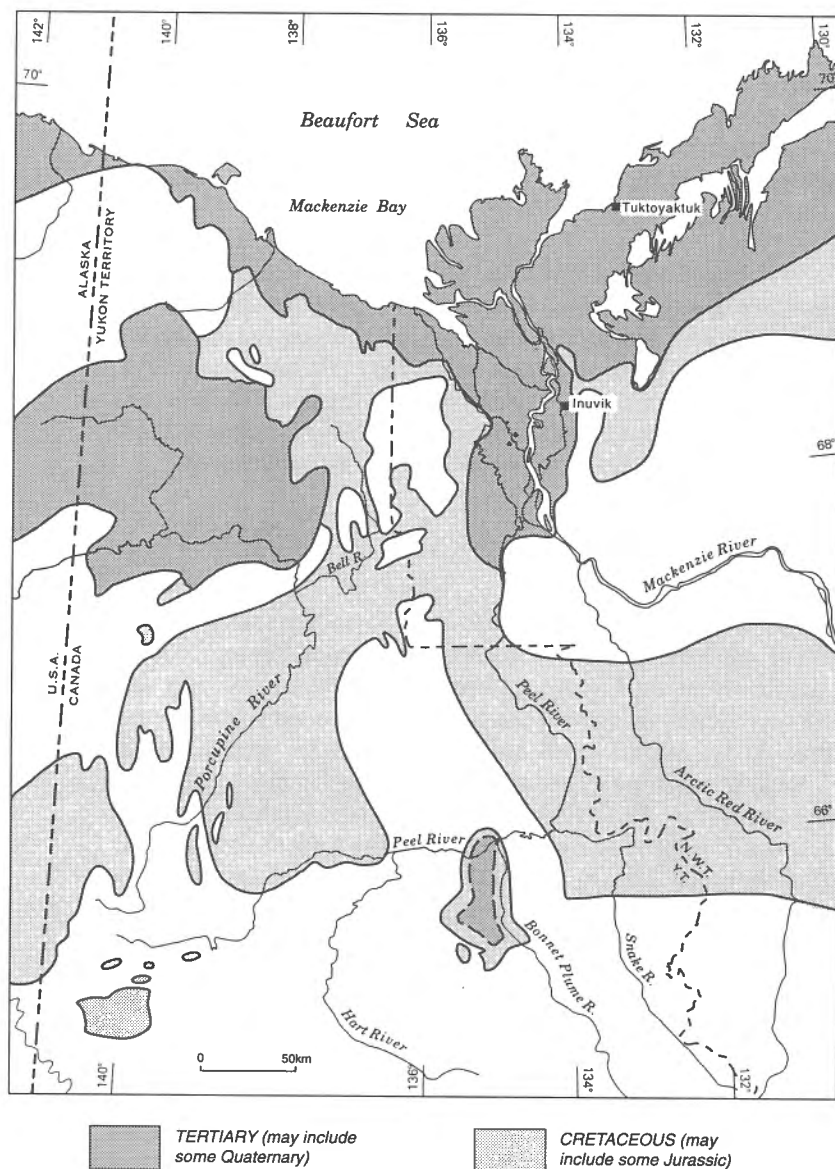 142°
140°
138°
136°
134°
132°
130°
70°
70°
Beaufort Sea
Mackenzie Bay
Tuktoyaktuk
ALASKA
YUKON TERRITORY
Inuvik
68°
Bell R.
Mackenzie River
U.S.A.
CANADA
Porcupine River
Peel River
Arctic Red River
66°
Peel River
N.W.T.
Y.T.
Bonnet Plume R.
Snake R.
Hart River
0 50km
140°
136°
134°
132°
TERTIARY (may include
some Quaternary)
CRETACEOUS (may
include some Jurassic)